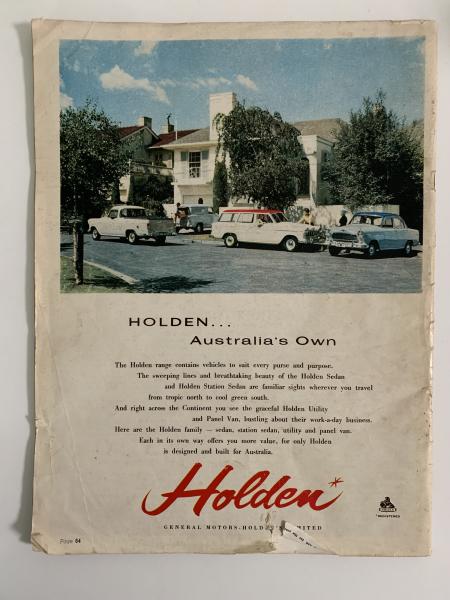 HOLDEN...
Australia's Own
The Holden range contains vehicles to suit every purse and purpose.
The sweeping lines and breathtaking beauty of the Holden Sedan
and Holden Station Sedan are familiar sights wherever you travel
from tropic north to cool green south.
And right across the Continent you see the graceful Holden Utility
and Panel Van, bustling about their work-a-day business.
Here are the Holden family — sedan, station sedan, utility and panel van.
Each in its own way offers you more value, for only Holden
is designed and built for Australia.
Holden*
*REGISTERED
GENERAL MOTORS-HOLDEN'S LIMITED
Page 64